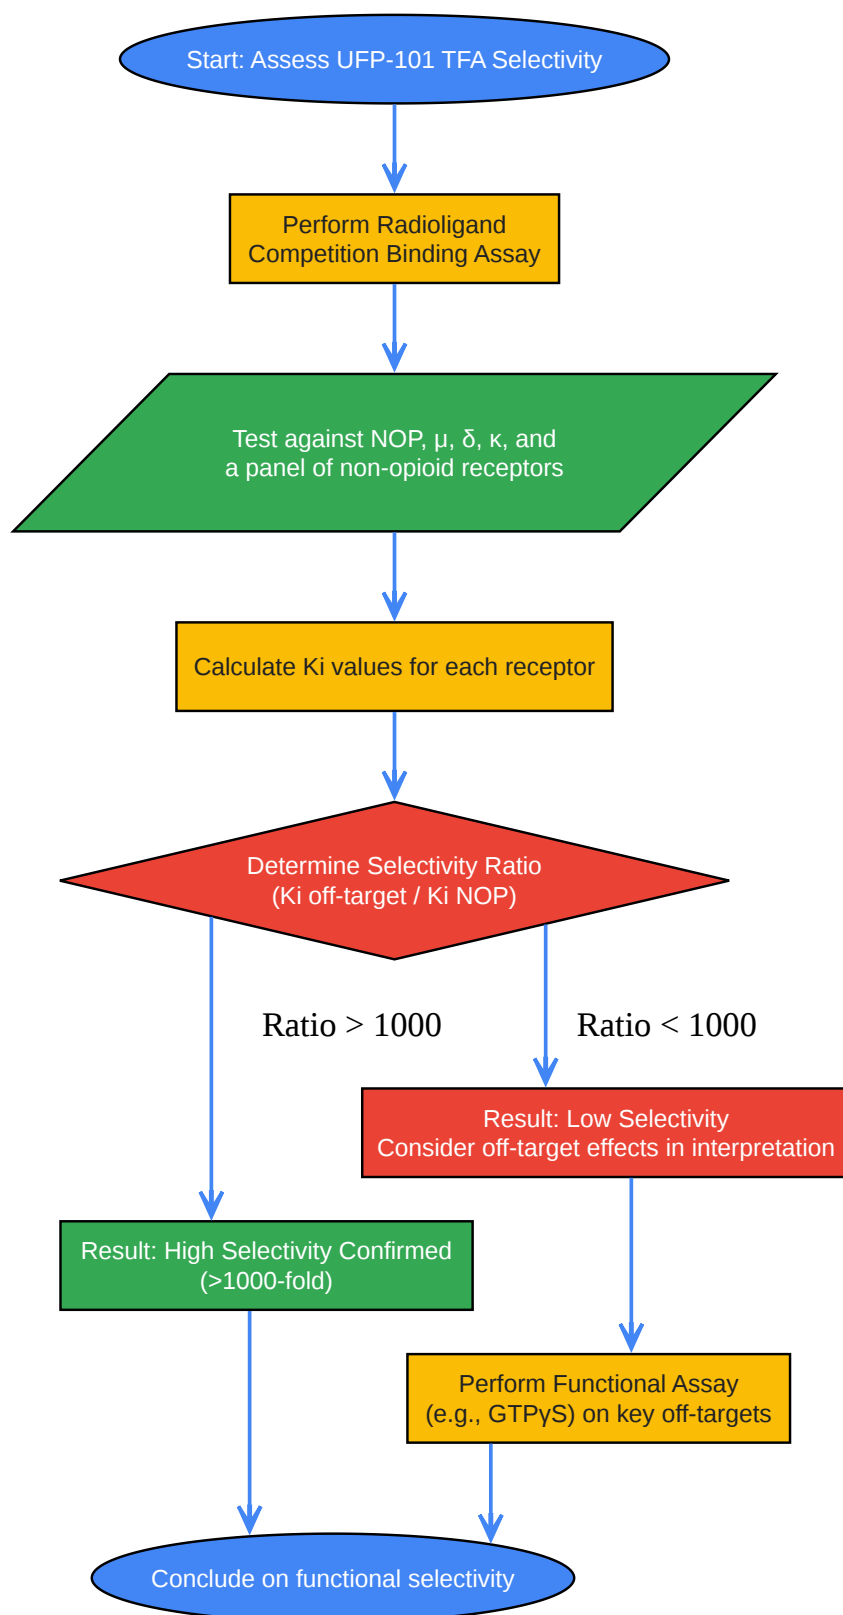 Start: Assess UFP-101 TFA Selectivity
Perform Radioligand
Competition Binding Assay
Test against NOP, μ, δ, κ, and
a panel of non-opioid receptors
Calculate Ki values for each receptor
Determine Selectivity Ratio
(Ki off-target / Ki NOP)
Ratio > 1000
Ratio < 1000
Result: Low Selectivity
Consider off-target effects in interpretation
Result: High Selectivity Confirmed
(>1000-fold)
Perform Functional Assay
(e.g., GTPγS) on key off-targets
Conclude on functional selectivity